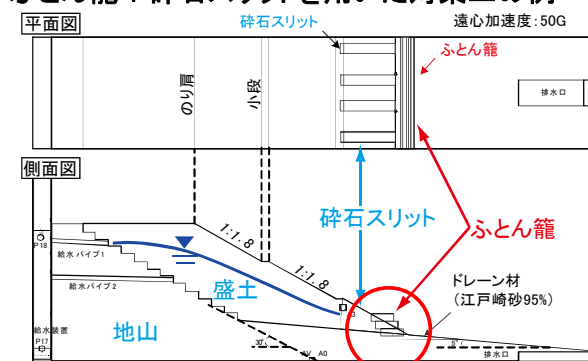 平面図
砕石スリット
遠心加速度：50G
ふとん籠
のり肩
小段
排水口
側面図
砕石スリット
ふとん籠
1:1.8
1:1.8
P18
給水パイプ1
給水パイプ2
盛土
地山
ドレーン材
（江戸崎砂95%）
給水装置
P17
30°
A0
5°
排水口